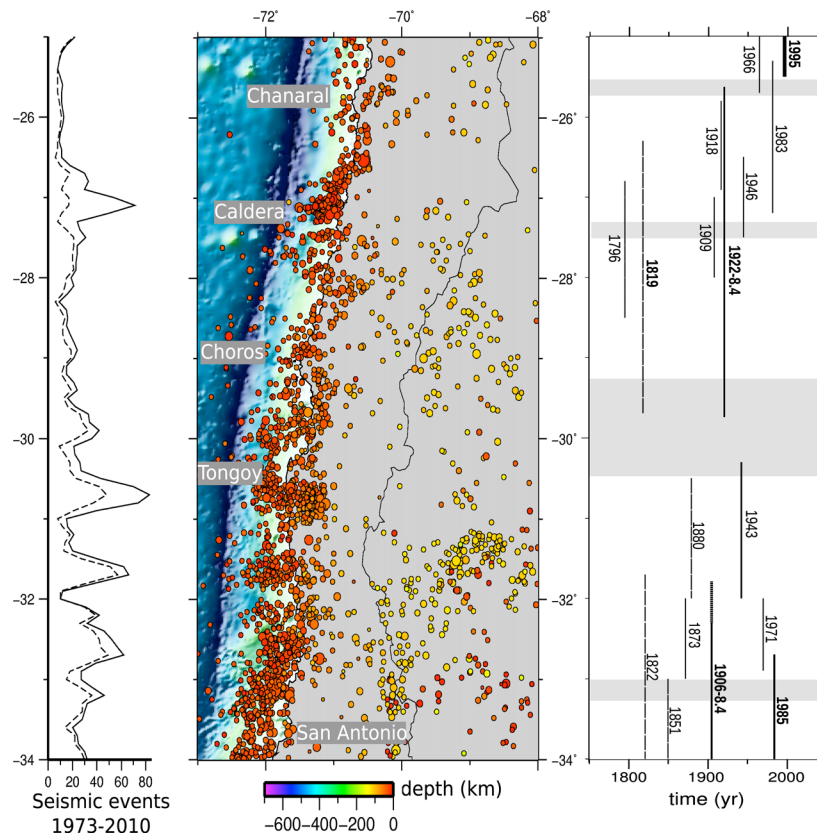 −72˚ −70˚ −68˚
−26
−28
−30
−32
−34
0 20 40 60 80
Seismic events
1973-2010
Chanaral
Caldera
Choros
Tongoy
San Antonio
−26˚
−28˚
−30˚
−32˚
−34˚
depth (km)
−600 −400 −200 0
1966
1995
1918
1983
1946
1909
1796
1819
1922-8.4
1943
1880
1971
1873
1822
1906-8.4
1851
1985
1800 1900 2000
time (yr)